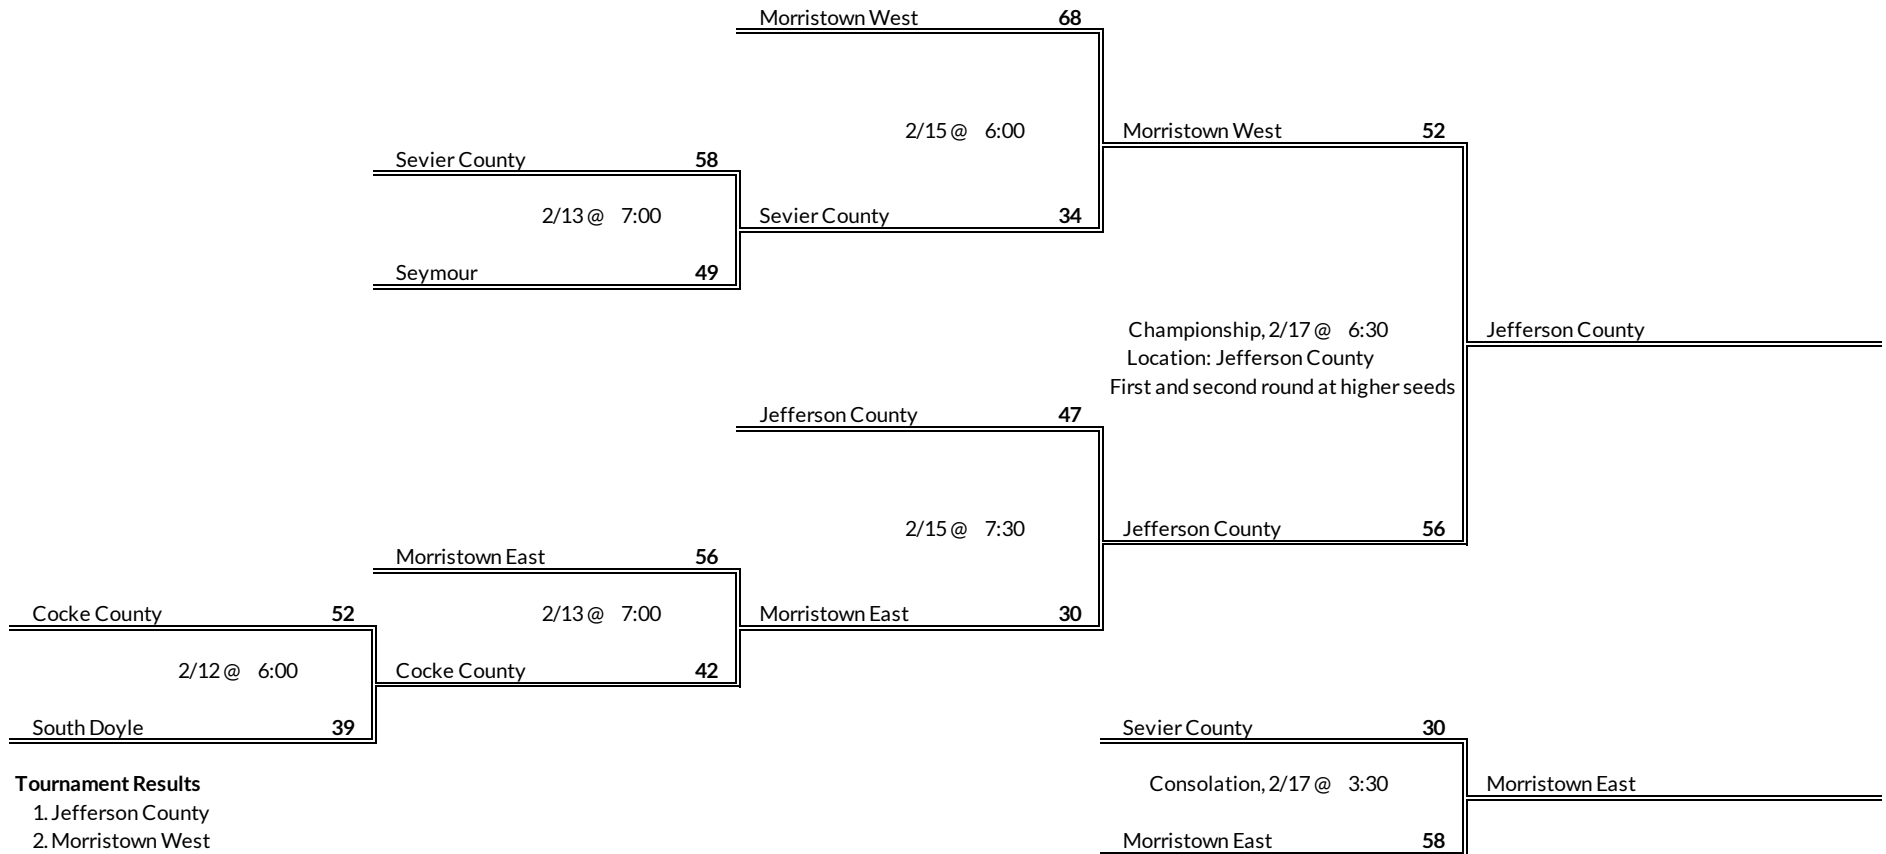 Morristown West 68
2/15 @ 6:00 Morristown West 52
Sevier County 58
2/13 @ 7:00 Sevier County 34
Seymour 49
Championship, 2/17 @ 6:30 Jefferson County
Location: Jefferson County
First and second round at higher seeds
Jefferson County 47
2/15 @ 7:30 Jefferson County 56
Morristown East 56
Cocke County 52 2/13 @ 7:00 Morristown East 30
2/12 @ 6:00 Cocke County 42
South Doyle 39 Sevier County 30
Tournament Results Consolation, 2/17 @ 3:30 Morristown East
1. Jefferson County
2. Morristown West Morristown East 58